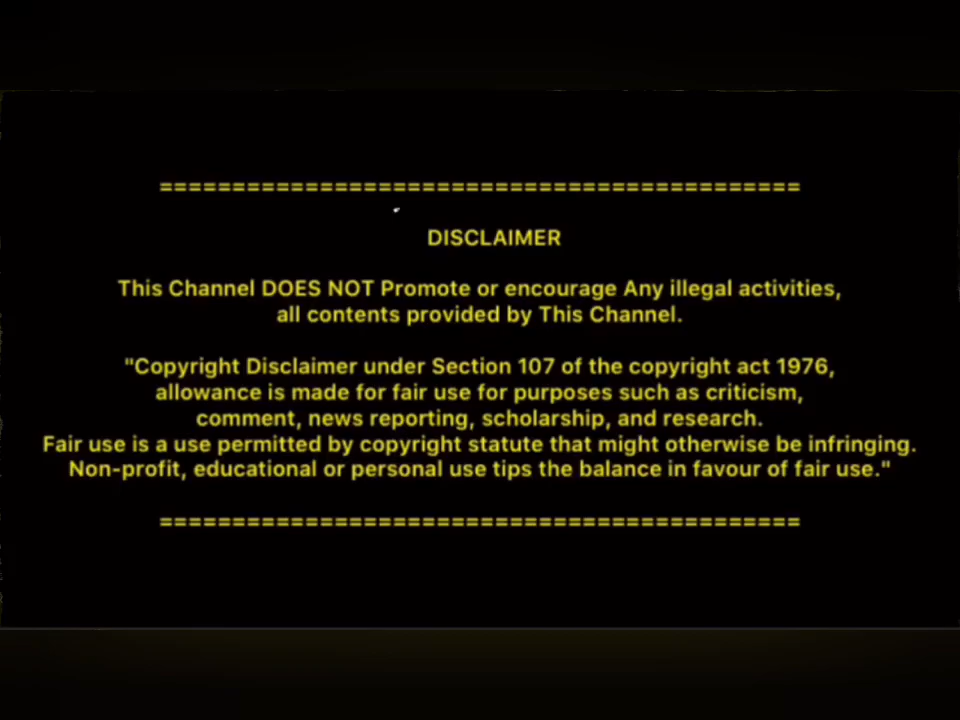 ============================================
DISCLAIMER
This Channel DOES NOT Promote or encourage Any illegal activities,
all contents provided by This Channel.
"Copyright Disclaimer under Section 107 of the copyright act 1976,
allowance is made for fair use for purposes such as criticism,
comment, news reporting, scholarship, and research.
Fair use is a use permitted by copyright statute that might otherwise be infringing.
Non-profit, educational or personal use tips the balance in favour of fair use."
============================================